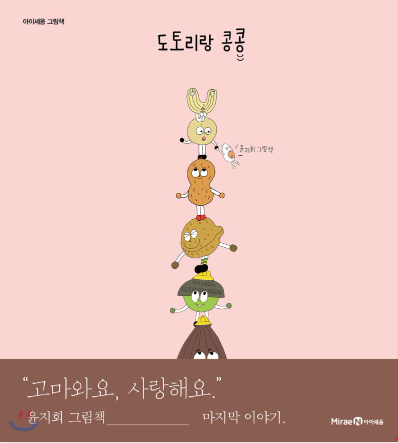 아이세움 그림책
도토리랑 콩콩
윤지회 그림책
“고마와요, 사랑해요.”
윤지회 그림책 마지막 이야기.
Mirae N 아이세움